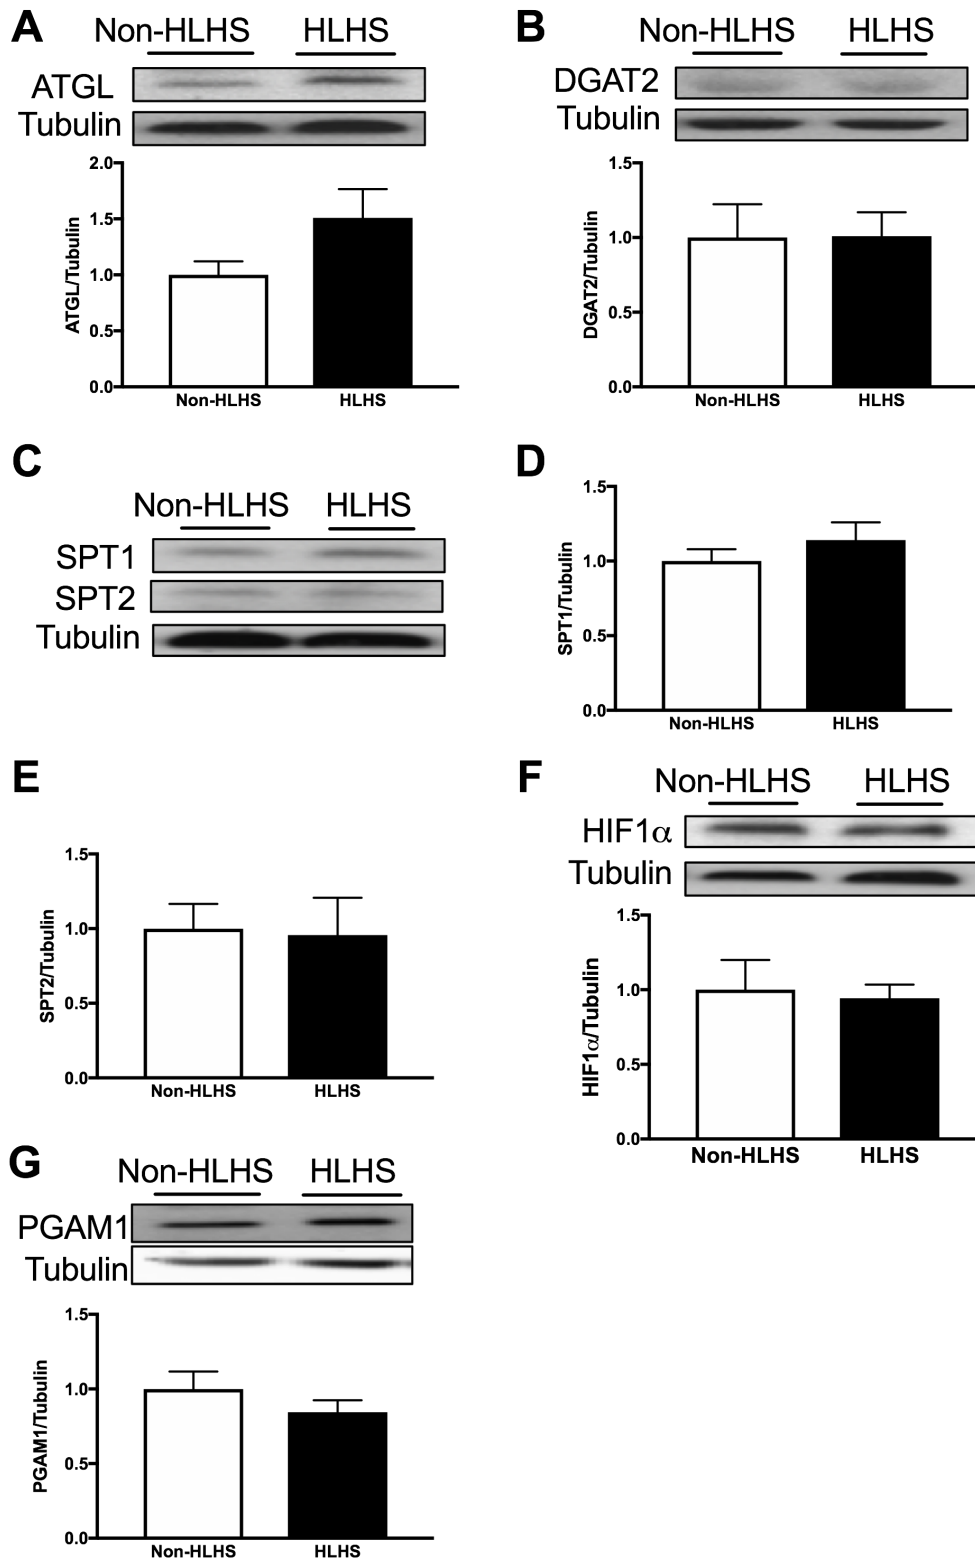 A
Non-HLHS HLHS
ATGL
Tubulin
2.0
1.5
1.0
0.5
0.0
ATGL/Tubulin
Non-HLHS HLHS
B
Non-HLHS HLHS
DGAT2
Tubulin
1.5
1.0
0.5
0.0
DGAT2/Tubulin
Non-HLHS HLHS
C
Non-HLHS HLHS
SPT1
SPT2
Tubulin
D
1.5
1.0
0.5
0.0
SPT1/Tubulin
Non-HLHS HLHS
E
1.5
1.0
0.5
0.0
SPT2/Tubulin
Non-HLHS HLHS
F
Non-HLHS HLHS
HIF1α
Tubulin
1.5
1.0
0.5
0.0
HIF1α/Tubulin
Non-HLHS HLHS
G
Non-HLHS HLHS
PGAM1
Tubulin
1.5
1.0
0.5
0.0
PGAM1/Tubulin
Non-HLHS HLHS